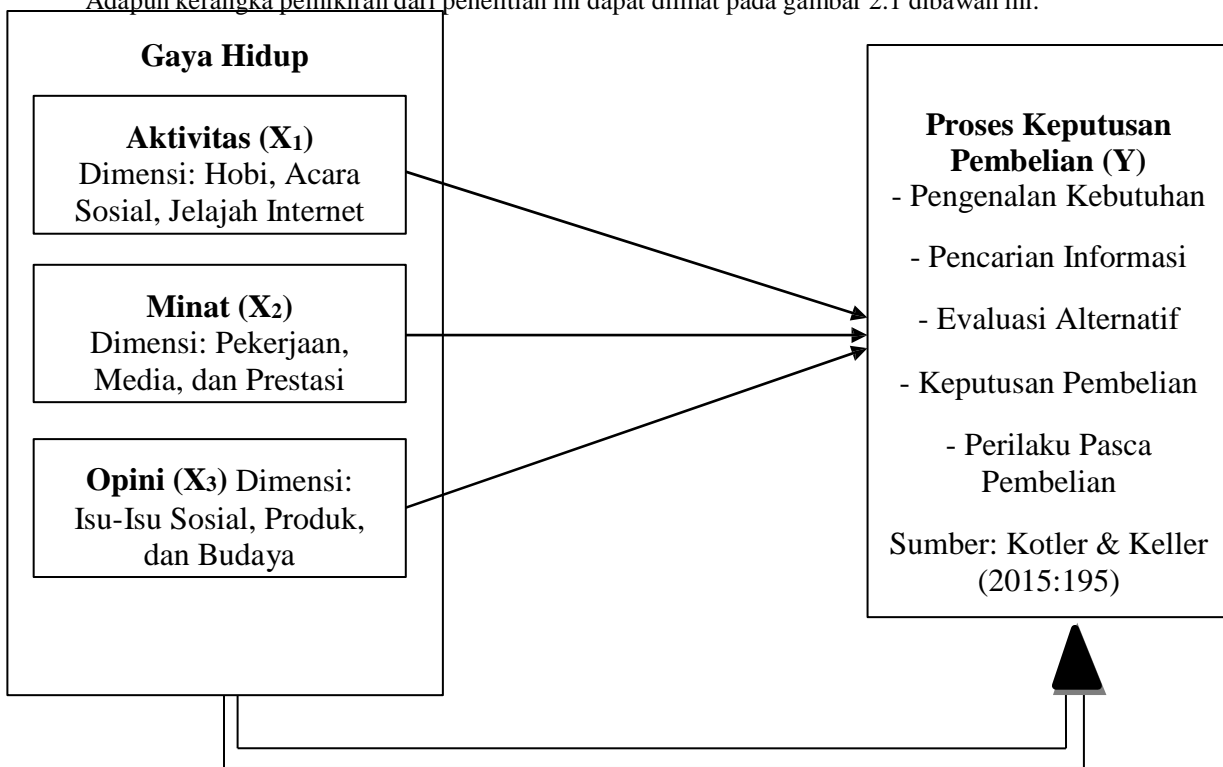 Adapun kerangka pemikiran dari penelitian ini dapat dilihat pada gambar 2.1 dibawah ini.
Gaya Hidup
Aktivitas (X1)
Dimensi: Hobi, Acara
Sosial, Jelajah Internet
Minat (X2)
Dimensi: Pekerjaan,
Media, dan Prestasi
Opini (X3) Dimensi:
Isu-Isu Sosial, Produk,
dan Budaya
Proses Keputusan
Pembelian (Y)
- Pengenalan Kebutuhan
- Pencarian Informasi
- Evaluasi Alternatif
- Keputusan Pembelian
- Perilaku Pasca
Pembelian
Sumber: Kotler & Keller
(2015:195)